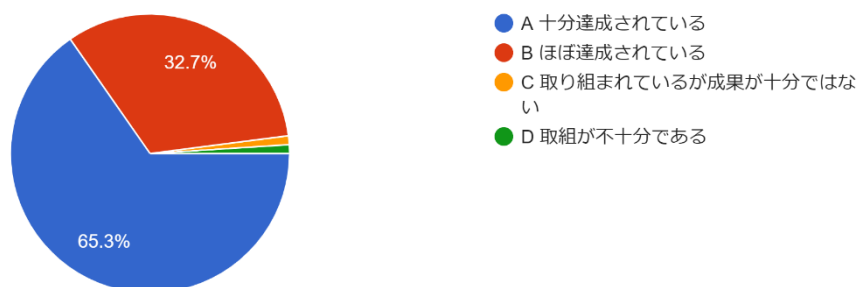 A 十分達成されている
B ほぼ達成されている
C 取り組まれているが成果が十分ではな
い
D 取組が不十分である
32.7%
65.3%